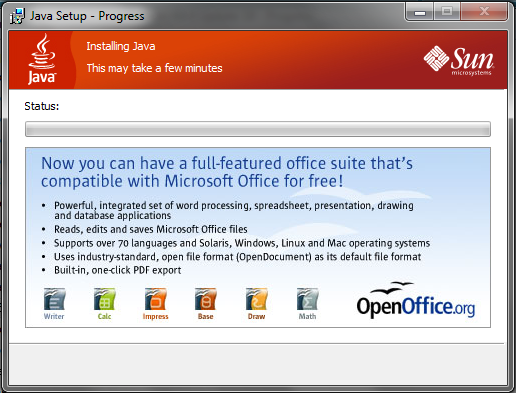 Java Setup - Progress
Java
Installing Java
This may take a few minutes
Sun
microsystems
Status:
Now you can have a full-featured office suite that's
compatible with Microsoft Office for free!
• Powerful, integrated set of word processing, spreadsheet, presentation, drawing
and database applications
• Reads, edits and saves Microsoft Office files
• Supports over 70 languages and Solaris, Windows, Linux and Mac operating systems
• Uses industry-standard, open file format (OpenDocument) as its default file format
• Built-in, one-click PDF export
Writer Calc Impress Base Draw Math
OpenOffice.org